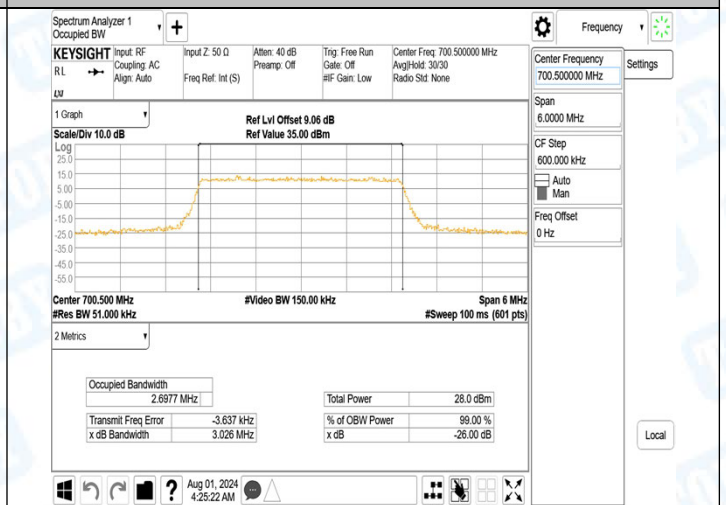 Spectrum Analyzer 1
Occupied BW
+
Frequency
KEYSIGHT
RL
Input: RF
Coupling: AC
Align: Auto
Input Z: 50 Ω
Freq Ref: Int (S)
Atten: 40 dB
Preamp: Off
Trig: Free Run
Gate: Off
#IF Gain: Low
Center Freq: 700.500000 MHz
Avg|Hold: 30/30
Radio Std: None
1 Graph
Scale/Div 10.0 dB
Ref Lvl Offset 9.06 dB
Ref Value 35.00 dBm
Log
25.0
15.0
5.00
-5.00
-15.0
-25.0
-35.0
-45.0
-55.0
Center 700.500 MHz
#Video BW 150.00 kHz
Span 6 MHz
#Res BW 51.000 kHz
#Sweep 100 ms (601 pts)
2 Metrics
Occupied Bandwidth
2.6977 MHz
Total Power 28.0 dBm
Transmit Freq Error -3.637 kHz
% of OBW Power 99.00 %
x dB Bandwidth 3.026 MHz
x dB -26.00 dB
Center Frequency
700.500000 MHz
Settings
Span
6.0000 MHz
CF Step
600.000 kHz
Auto
Man
Freq Offset
0 Hz
Local
?
Aug 01, 2024
4:25:22 AM